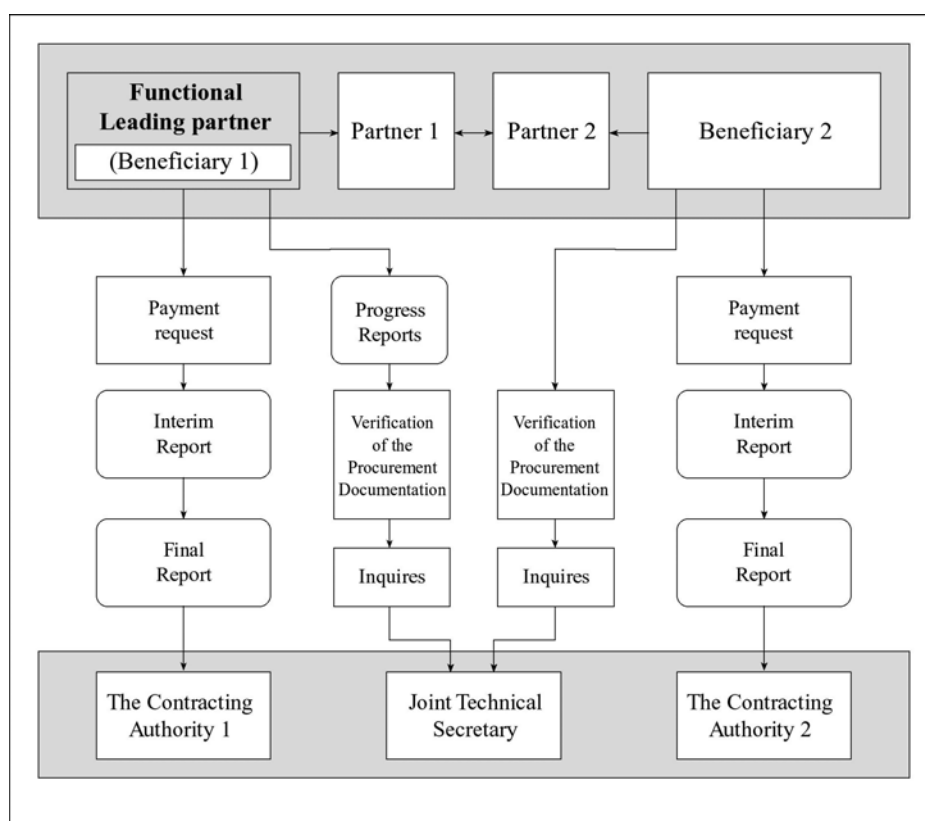 Functional
Leading partner
(Beneficiary 1)
Partner 1
Partner 2
Beneficiary 2
Payment
request
Progress
Reports
Payment
request
Interim
Report
Verification
of the
Procurement
Documentation
Verification
of the
Procurement
Documentation
Interim
Report
Final
Report
Inquires
Inquires
Final
Report
The Contracting
Authority 1
Joint Technical
Secretary
The Contracting
Authority 2